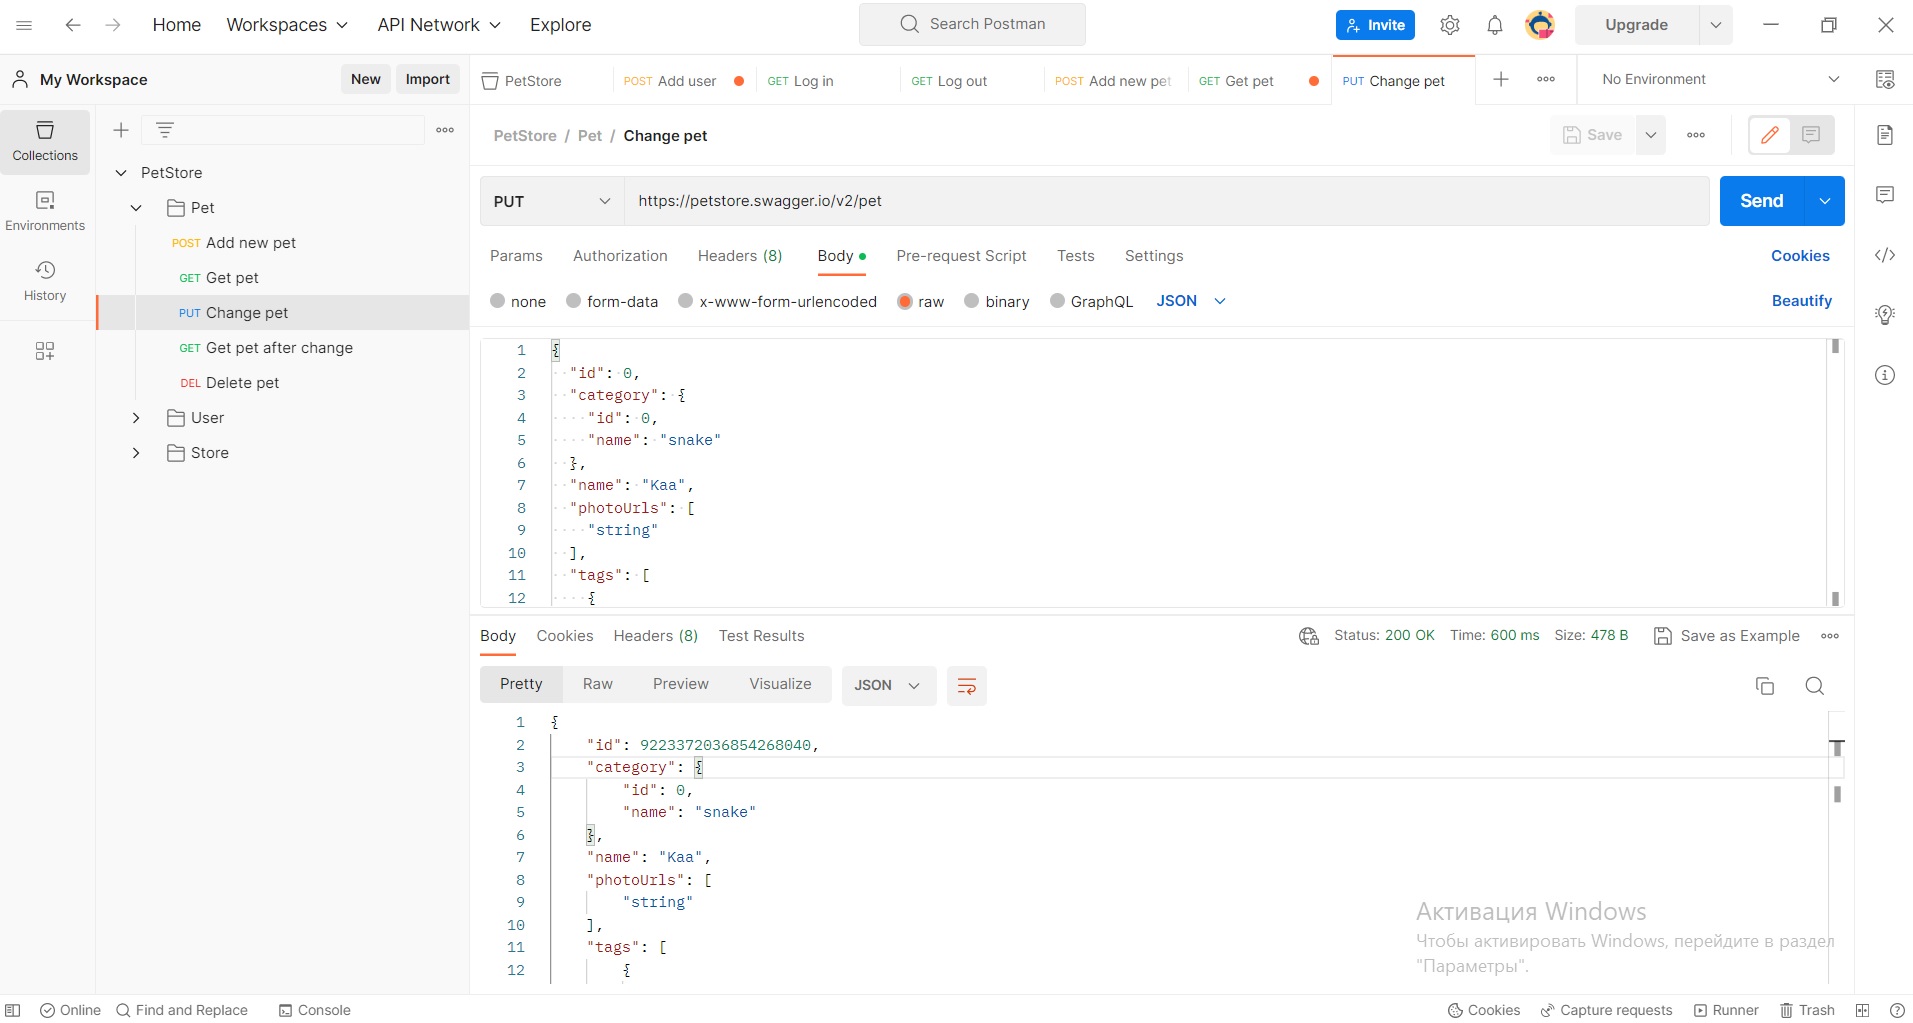 Home Workspaces API Network Explore Search Postman Invite Upgrade
My Workspace New Import PetStore POST Add user GET Log in GET Log out POST Add new pet GET Get pet PUT Change pet No Environment
Collections
Environments
History
PetStore
Pet
POST Add new pet
GET Get pet
PUT Change pet
GET Get pet after change
DEL Delete pet
User
Store
PetStore / Pet / Change pet Save
PUT https://petstore.swagger.io/v2/pet Send
Params Authorization Headers (8) Body Pre-request Script Tests Settings Cookies
none form-data x-www-form-urlencoded raw binary GraphQL JSON Beautify
1 {
2 "id": 0,
3 "category": {
4 "id": 0,
5 "name": "snake"
6 },
7 "name": "Kaa",
8 "photoUrls": [
9 "string"
10 ],
11 "tags": [
12 {
Body Cookies Headers (8) Test Results Status: 200 OK Time: 600 ms Size: 478 B Save as Example
Pretty Raw Preview Visualize JSON
1 {
2 "id": 9223372036854268040,
3 "category": {
4 "id": 0,
5 "name": "snake"
6 },
7 "name": "Kaa",
8 "photoUrls": [
9 "string"
10 ],
11 "tags": [
12 {
Активация Windows
Чтобы активировать Windows, перейдите в раздел
"Параметры".
Online Find and Replace Console Cookies Capture requests Runner Trash